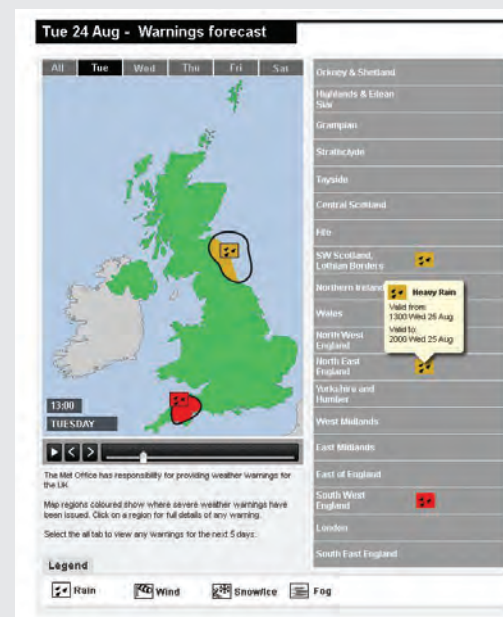 Tue 24 Aug - Warnings forecast
All Tue Wed Thu Fri Sat
Orkney & Shetland
Highlands & Eilean
Siar
Grampian
Strathclyde
Tayside
Central Scotland
Fife
SW Scotland,
Lothian Borders
Northern Ireland
Wales
North West
England
North East
England
Yorkshire and
Humber
West Midlands
East Midlands
East of England
South West
England
London
South East England
Heavy Rain
Valid from:
1300 Wed 25 Aug
Valid to:
2000 Wed 25 Aug
13:00
TUESDAY
The Met Office has responsibility for providing weather warnings for
the UK.
Map regions coloured show where severe weather warnings have
been issued. Click on a region for full details of any warning.
Select the all tab to view any warnings for the next 5 days.
Legend
Rain
Wind
Snow/Ice
Fog